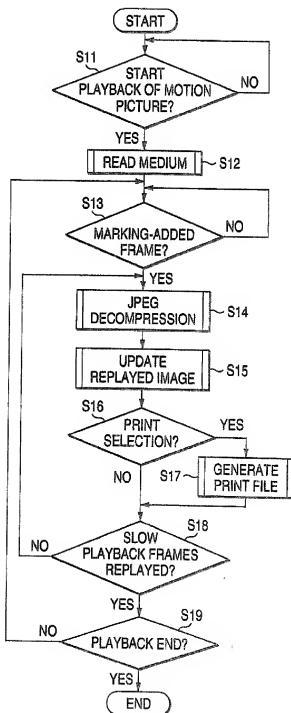 START
S11
START
PLAYBACK OF MOTION
PICTURE?
NO
YES
READ MEDIUM
S12
S13
MARKING-ADDED
FRAME?
NO
YES
JPEG
DECOMPRESSION
S14
UPDATE
REPLAYED IMAGE
S15
S16
PRINT
SELECTION?
YES
NO
S17
GENERATE
PRINT FILE
S18
NO
SLOW
PLAYBACK FRAMES
REPLAYED?
YES
S19
NO
PLAYBACK END?
YES
END